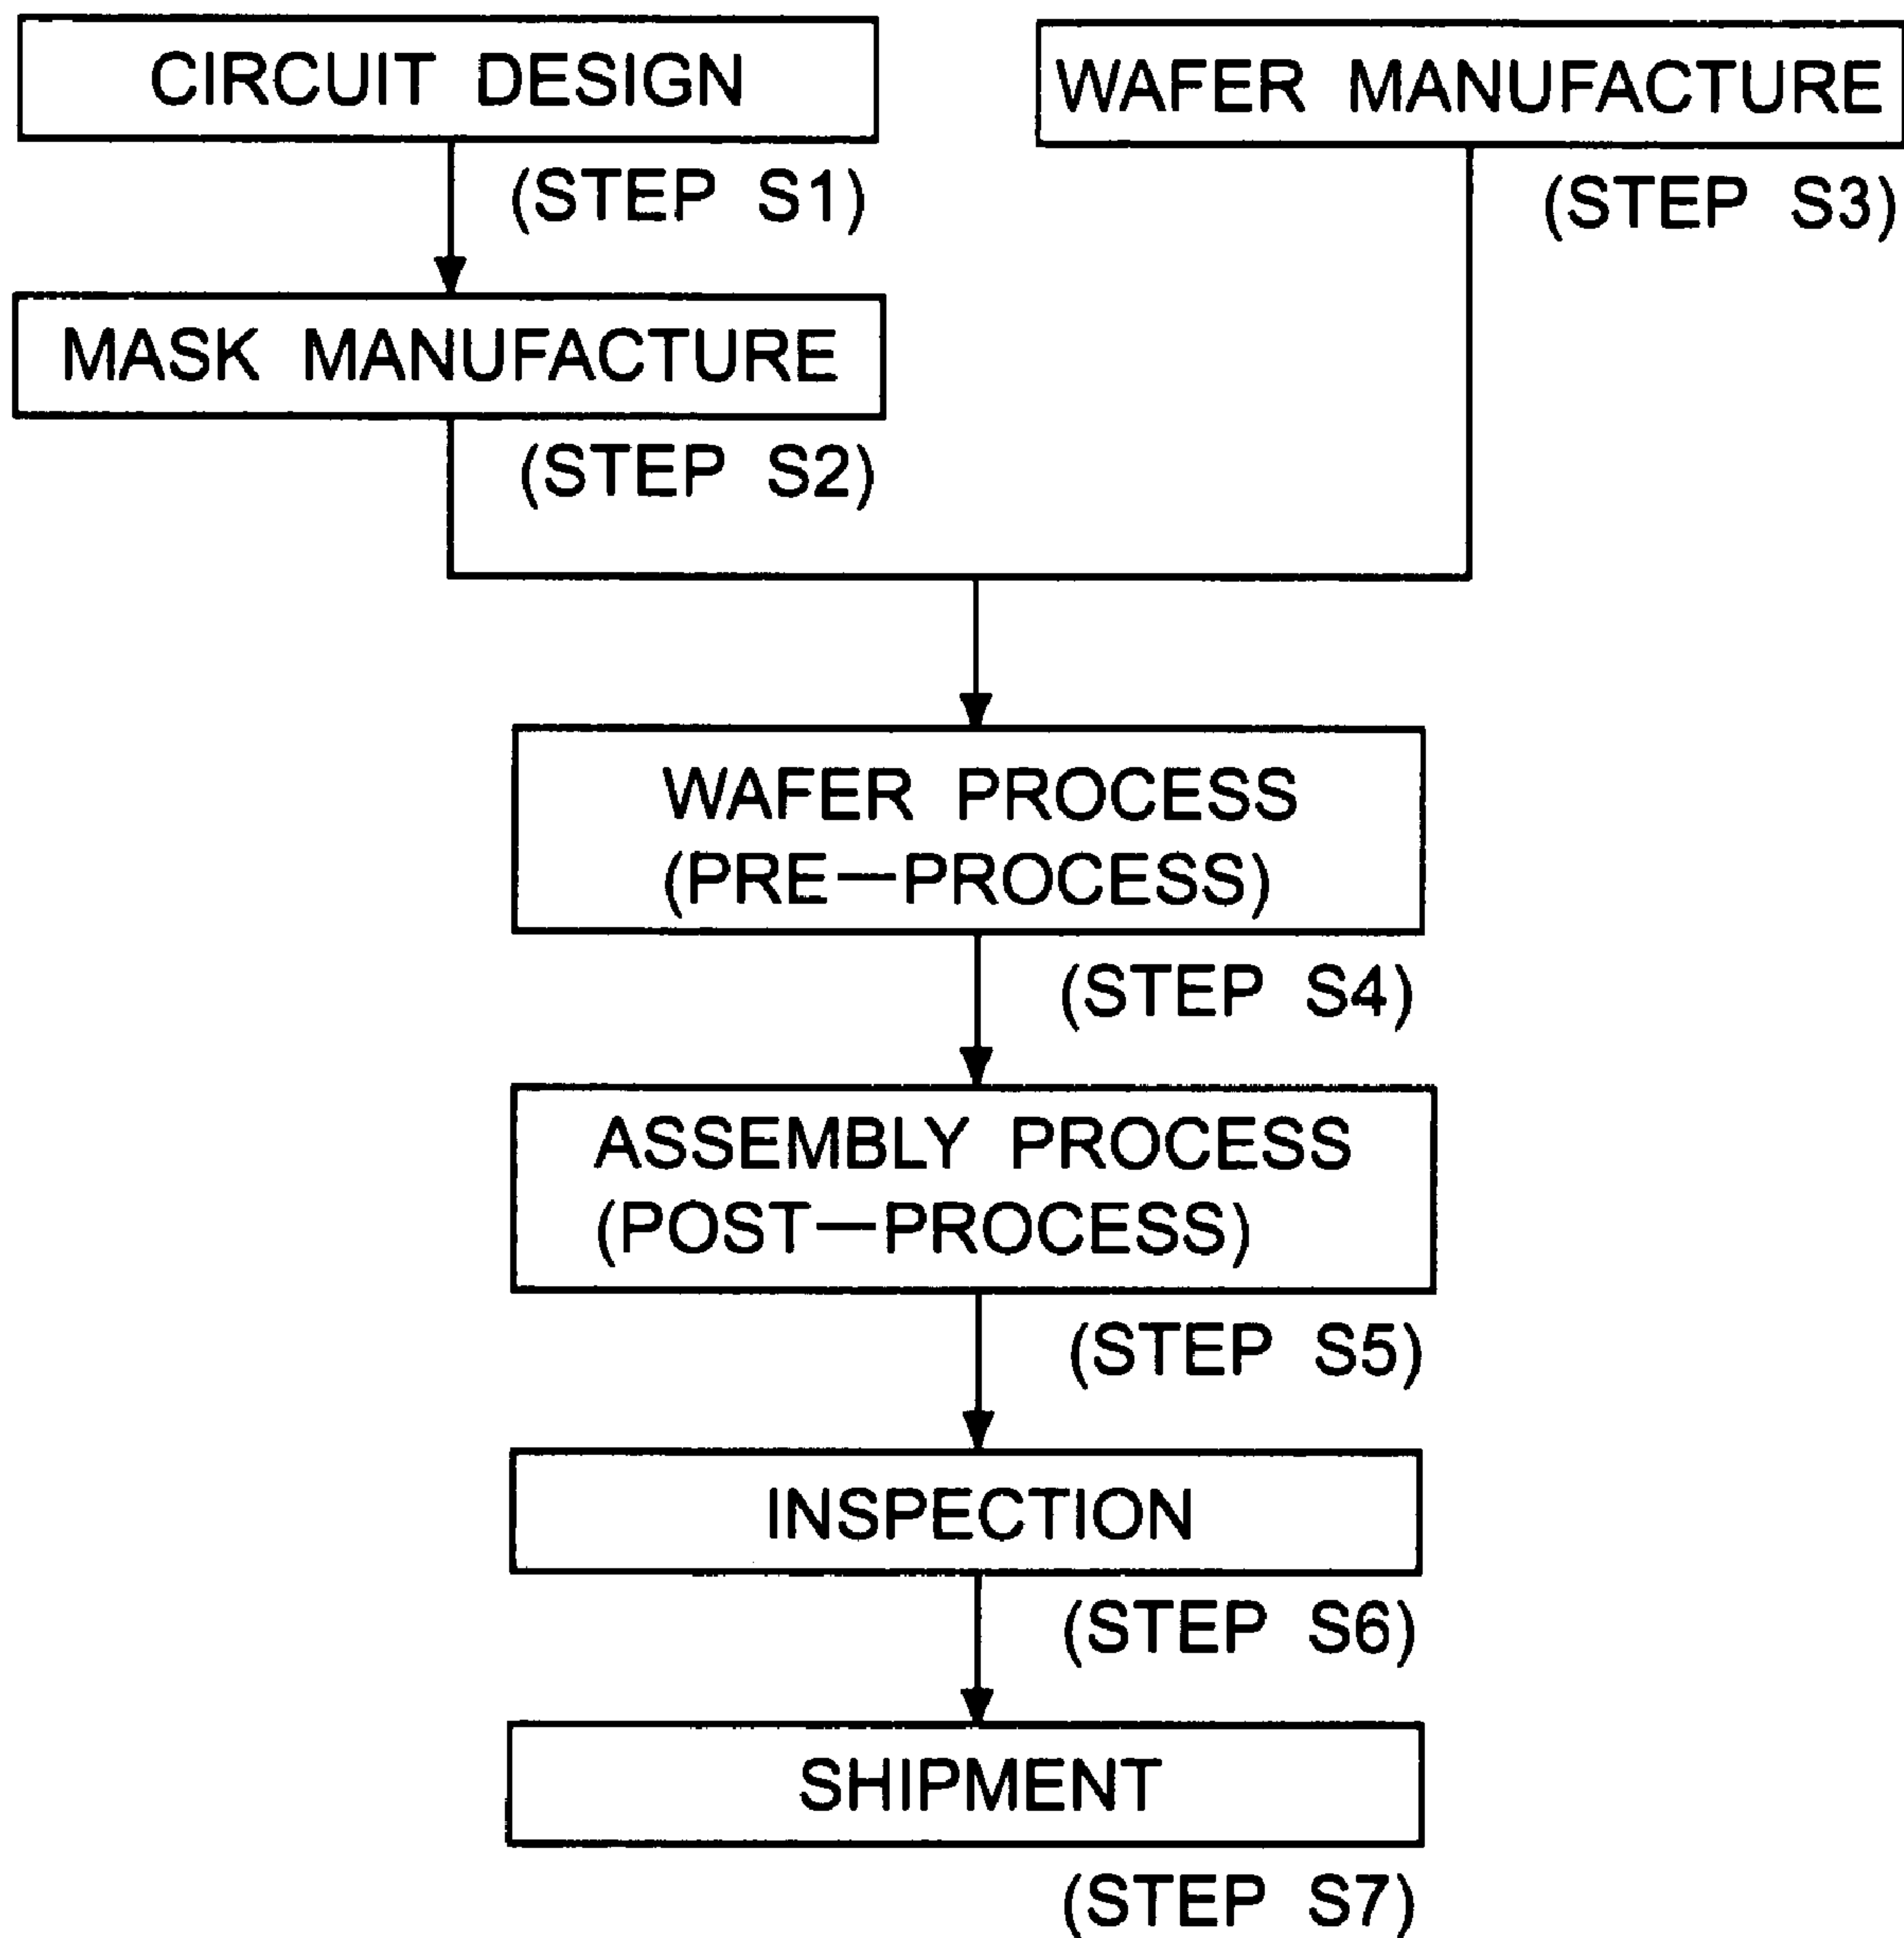 CIRCUIT DESIGN
(STEP S1)
MASK MANUFACTURE
(STEP S2)
WAFER MANUFACTURE
(STEP S3)
WAFER PROCESS
(PRE—PROCESS)
(STEP S4)
ASSEMBLY PROCESS
(POST—PROCESS)
(STEP S5)
INSPECTION
(STEP S6)
SHIPMENT
(STEP S7)